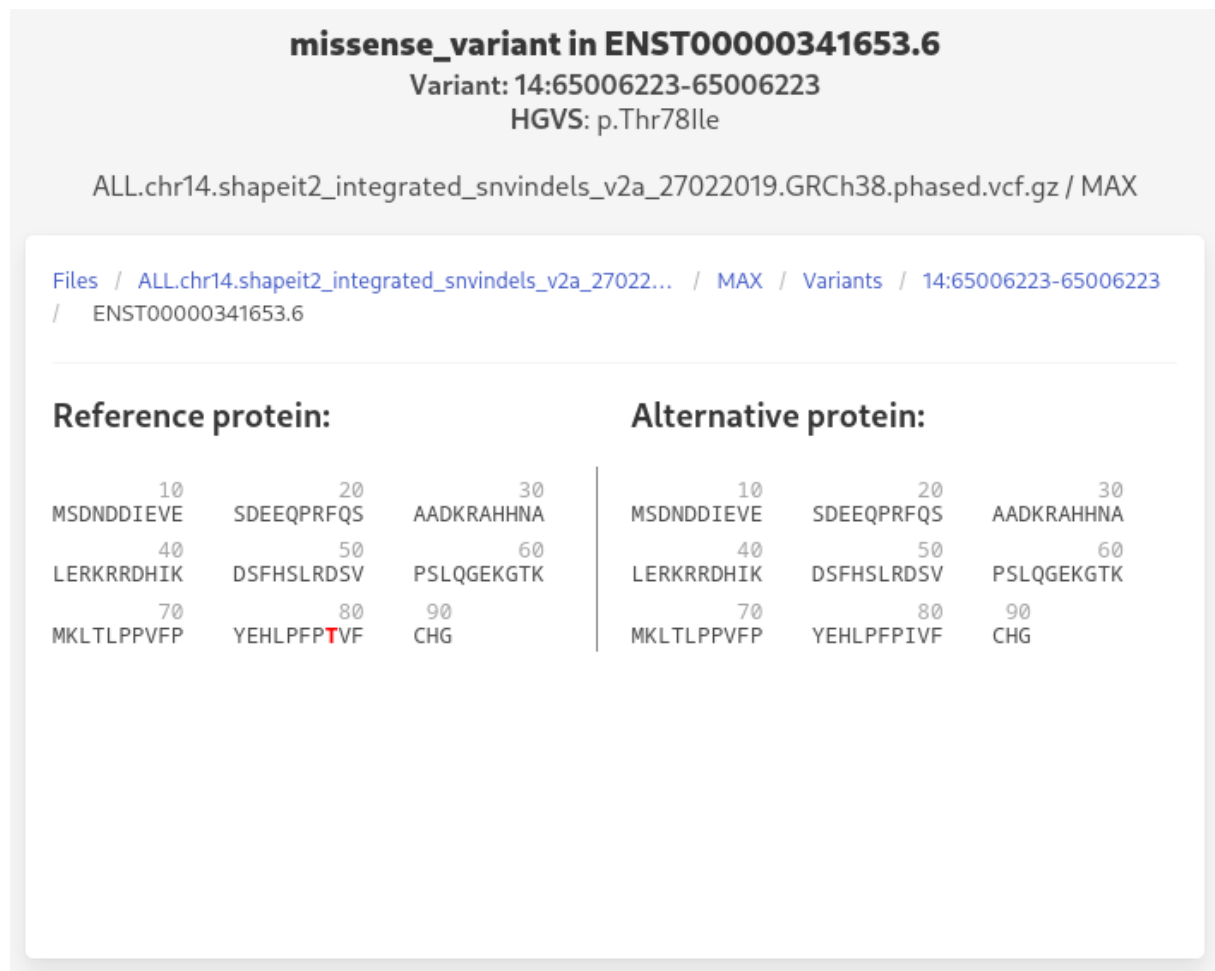 missense_variant in ENST00000341653.6
Variant: 14:65006223-65006223
HGVS: p.Thr78Ile
ALL.chr14.shapeit2_integrated_snvindels_v2a_27022019.GRCh38.phased.vcf.gz / MAX
Files / ALL.chr14.shapeit2_integrated_snvindels_v2a_27022... / MAX / Variants / 14:65006223-65006223
/ ENST00000341653.6
Reference protein:
10 20 30
MSDNDDIEVE SDEEQPRFQS AADKRAHHNA
40 50 60
LERKRRDHIK DSFHSLRDSV PSLQGEKGTK
70 80 90
MKLTLPPVFP YEHLPFPTVF CHG
Alternative protein:
10 20 30
MSDNDDIEVE SDEEQPRFQS AADKRAHHNA
40 50 60
LERKRRDHIK DSFHSLRDSV PSLQGEKGTK
70 80 90
MKLTLPPVFP YEHLPFPIVF CHG